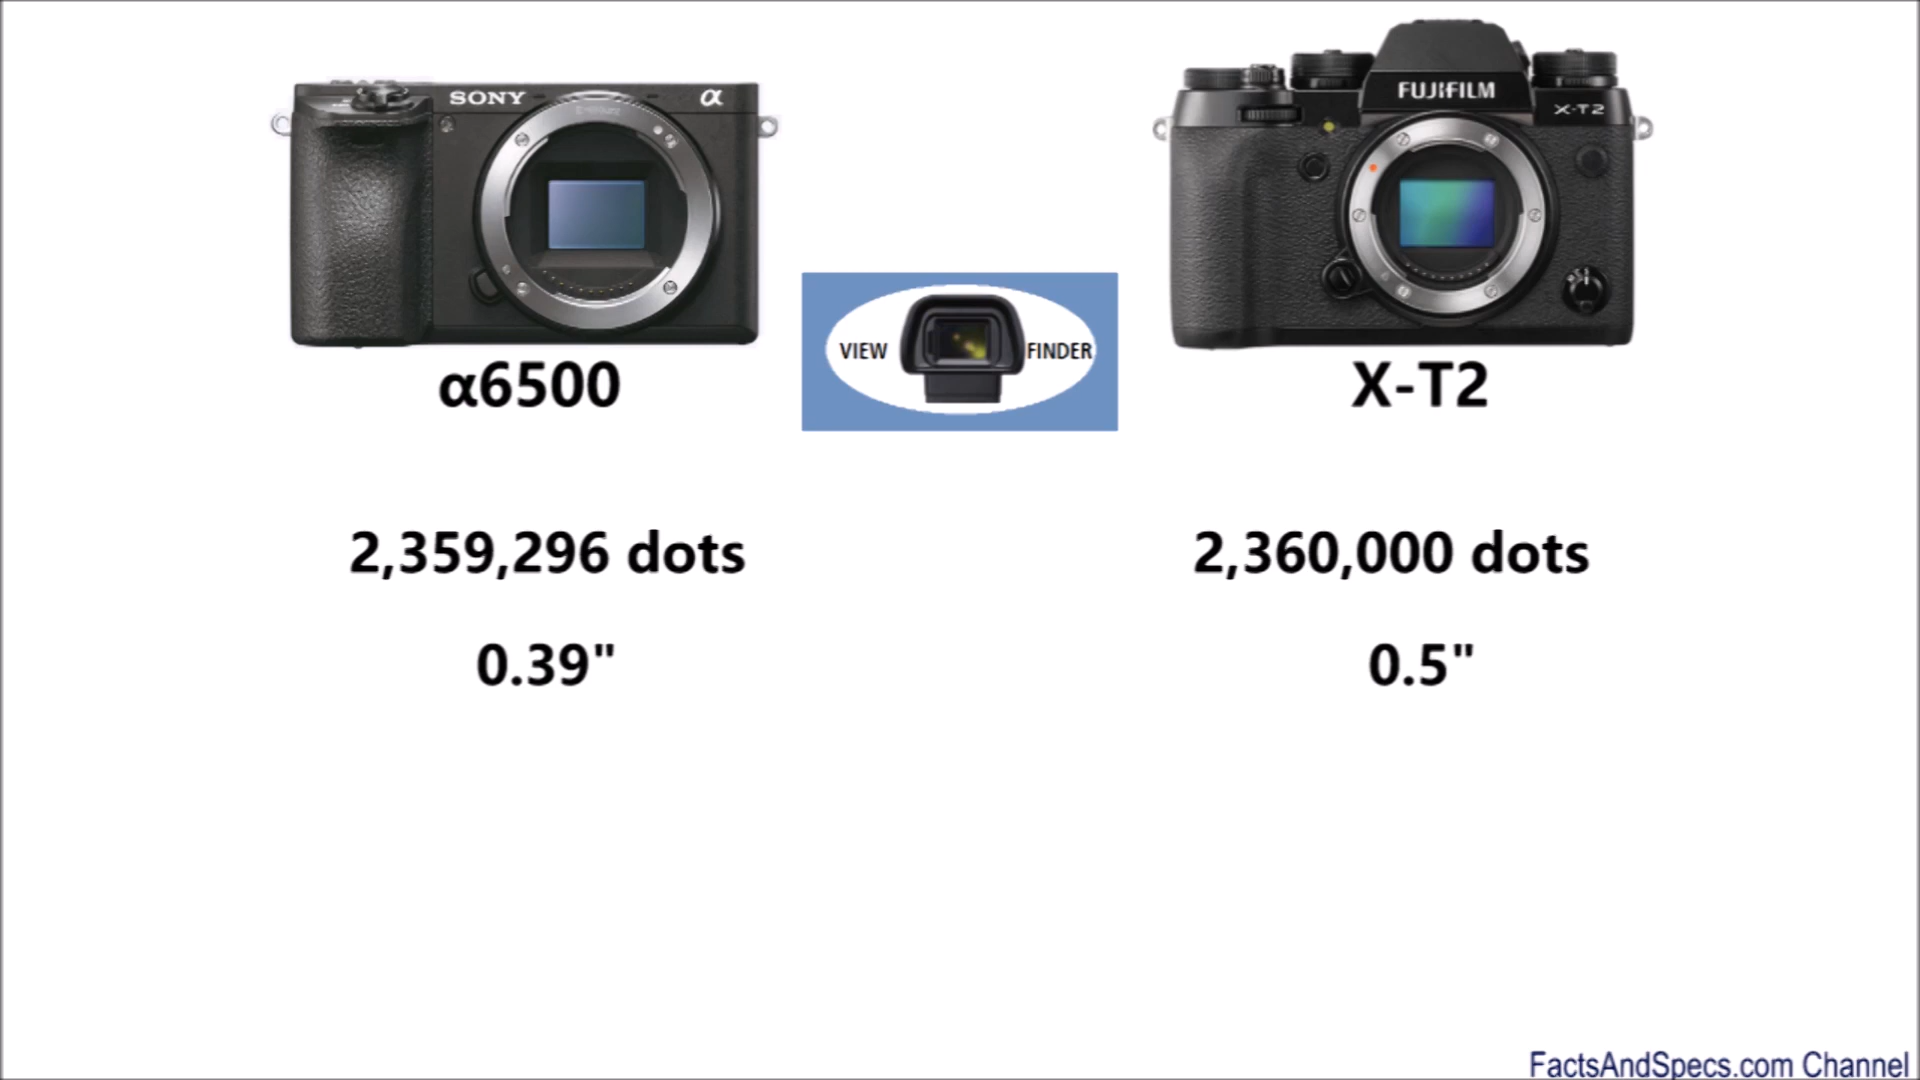 SONY
α
FUJIFILM
X-T2
VIEW
FINDER
α6500
X-T2
2,359,296 dots
2,360,000 dots
0.39"
0.5"
FactsAndSpecs.com Channel